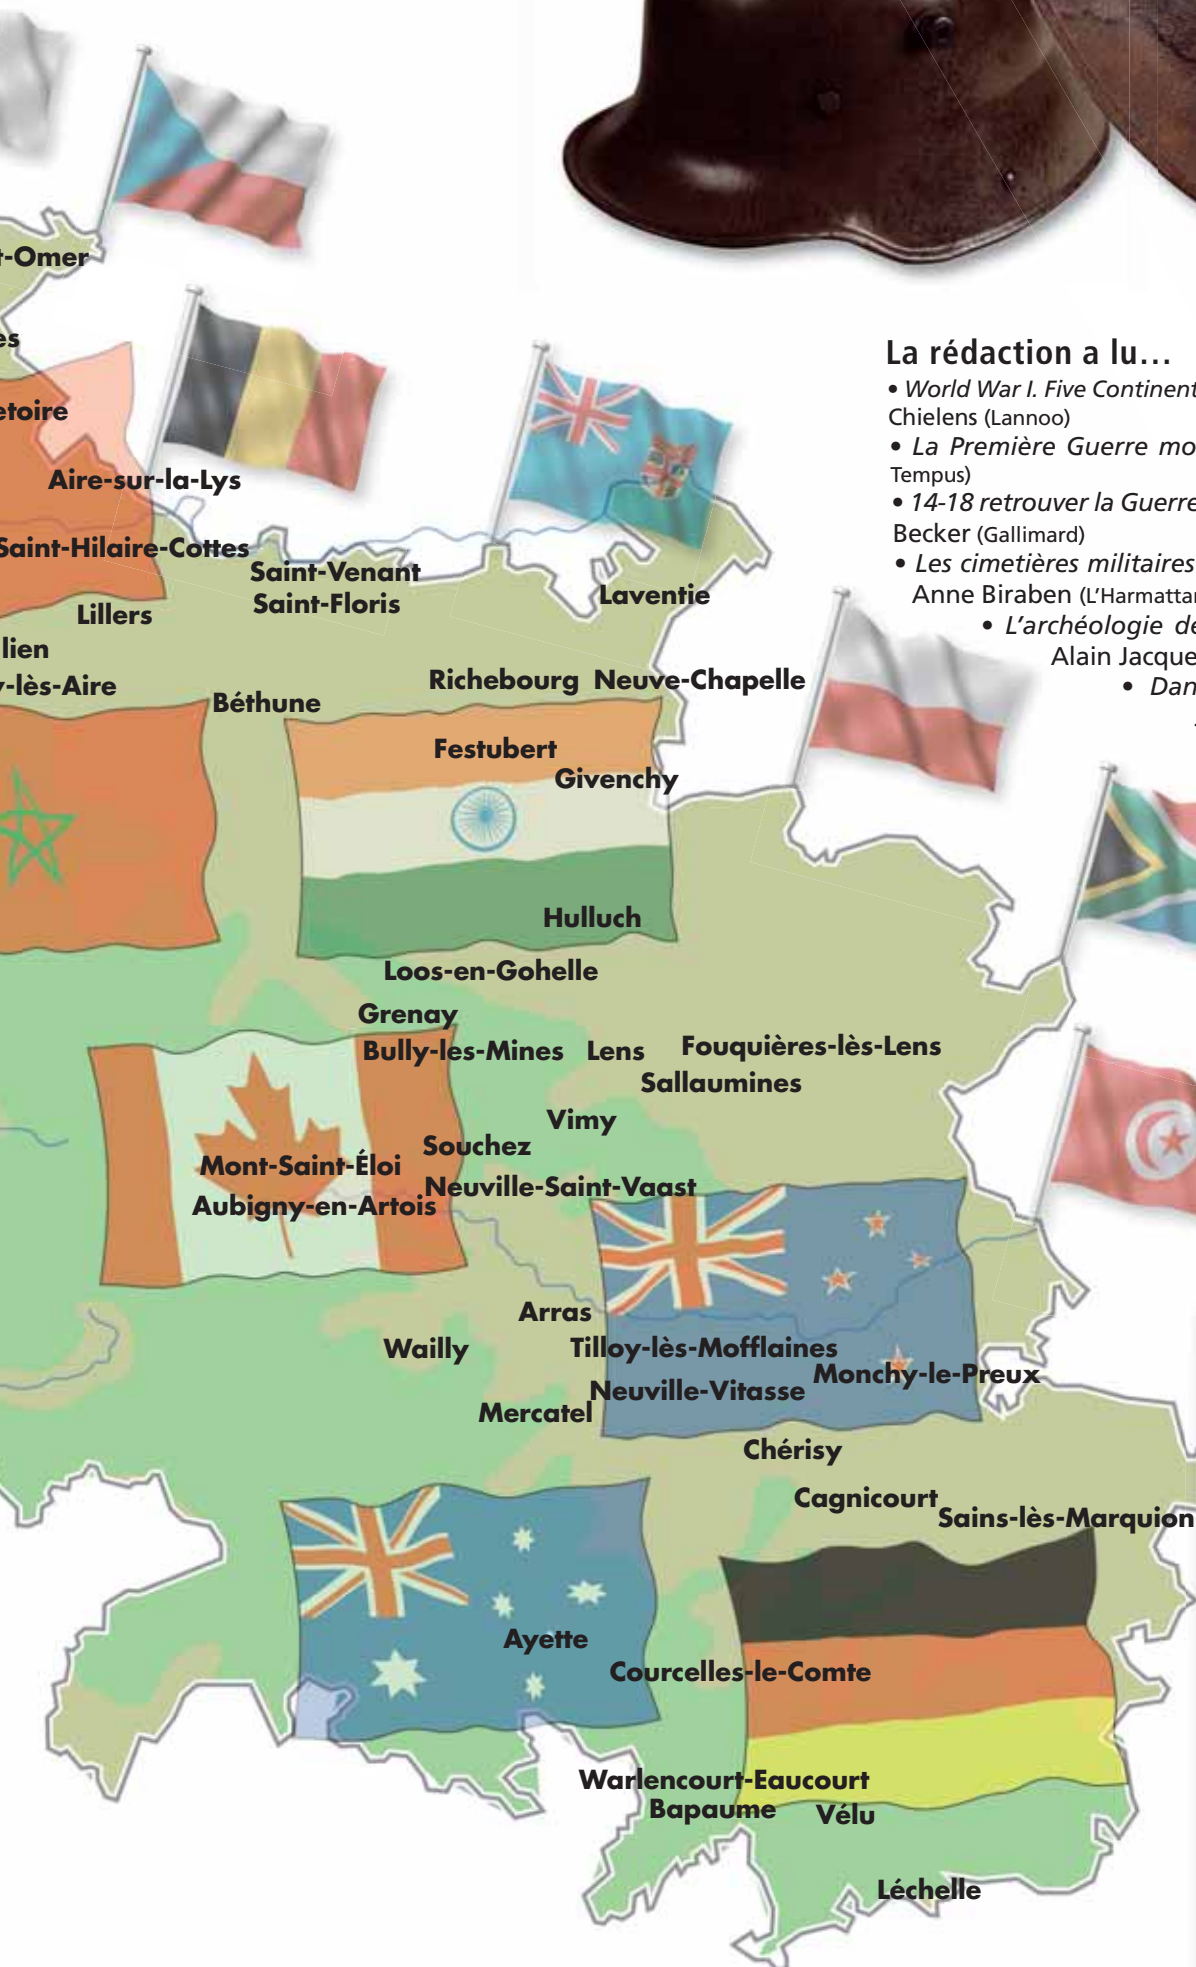 t-Omer
es
La rédaction a lu…
• World War I. Five Continent
Chielens (Lannoo)
• La Première Guerre mo
Tempus)
• 14-18 retrouver la Guerre
Becker (Gallimard)
• Les cimetières militaires
Anne Biraben (L'Harmattan
• L'archéologie de
Alain Jacque
• Dan
etoire
Aire-sur-la-Lys
Saint-Hilaire-Cottes
Saint-Venant
Saint-Floris
Laventie
Lillers
lien
y-lès-Aire
Richebourg Neuve-Chapelle
Béthune
Festubert
Givenchy
Hulluch
Loos-en-Gohelle
Grenay
Bully-les-Mines Lens Fouquières-lès-Lens
Sallaumines
Vimy
Souchez
Mont-Saint-Éloi
Neuville-Saint-Vaast
Aubigny-en-Artois
Arras
Wailly
Tilloy-lès-Mofflaines
Monchy-le-Preux
Neuville-Vitasse
Mercatel
Chérisy
Cagnicourt
Sains-lès-Marquion
Ayette
Courcelles-le-Comte
Warlencourt-Eaucourt
Bapaume Vélu
Léchelle